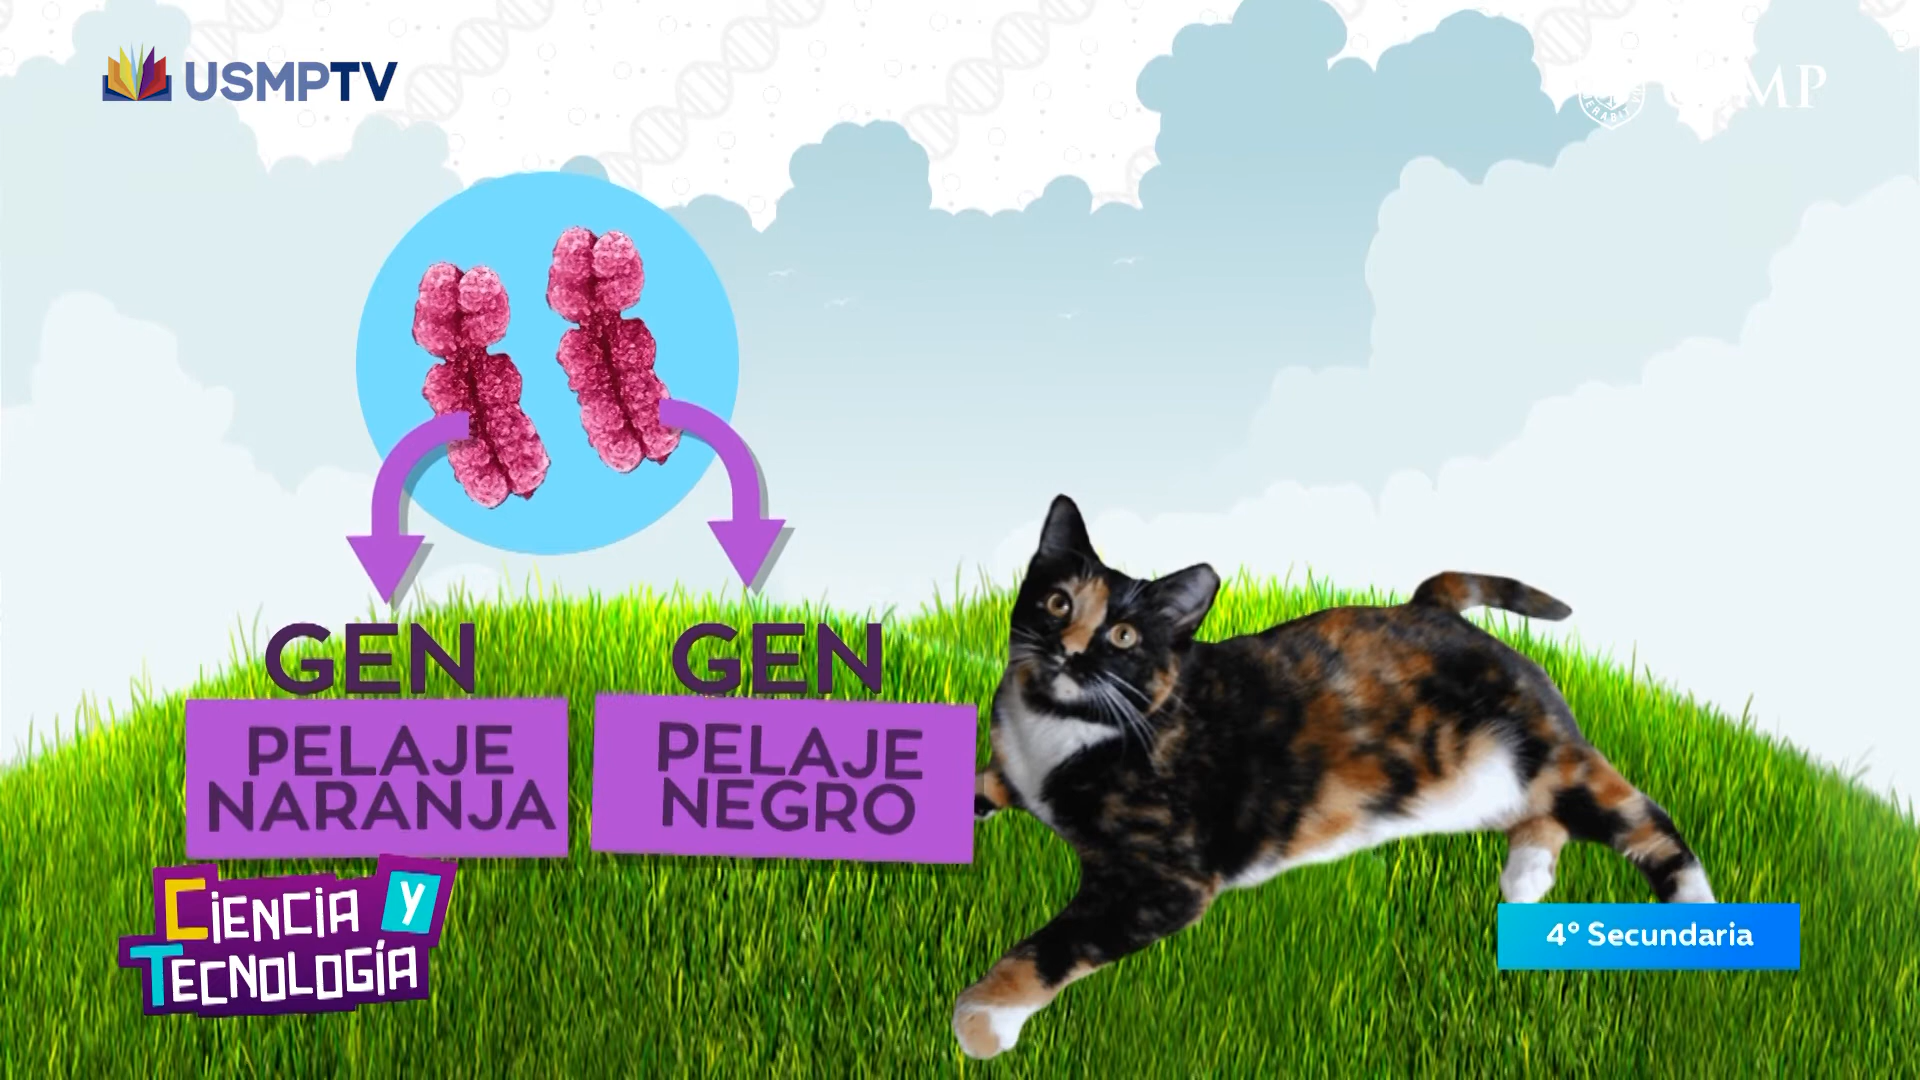 USMPTV
GEN
PELAJE
NARANJA
GEN
PELAJE
NEGRO
CIENCIA Y
TECNOLOGÍA
4° Secundaria